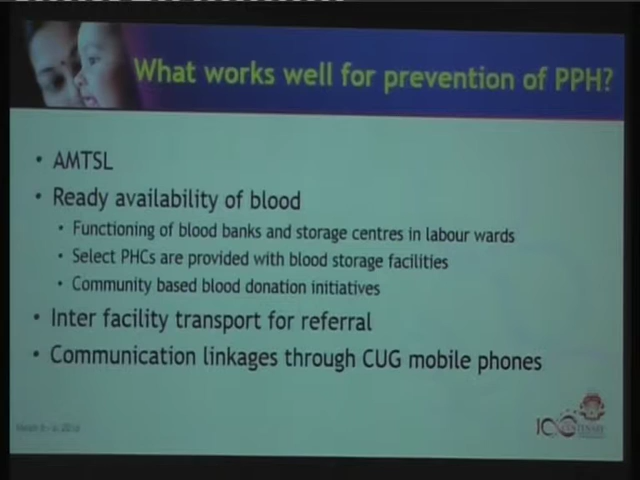 What works well for prevention of PPH?
• AMTSL
• Ready availability of blood
• Functioning of blood banks and storage centres in labour wards
• Select PHCs are provided with blood storage facilities
• Community based blood donation initiatives
• Inter facility transport for referral
• Communication linkages through CUG mobile phones